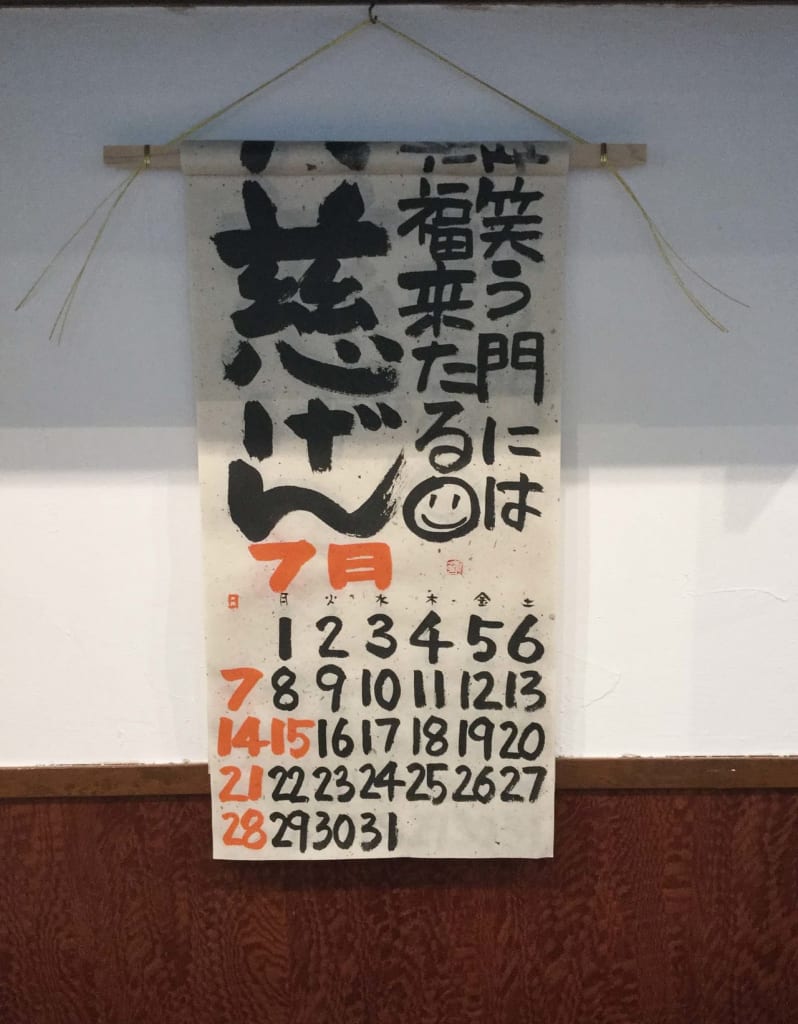 笑う門には
福来たる
慈げん
7月
日 月 火 水 木 金 土
1 2 3 4 5 6
7 8 9 10 11 12 13
14 15 16 17 18 19 20
21 22 23 24 25 26 27
28 29 30 31